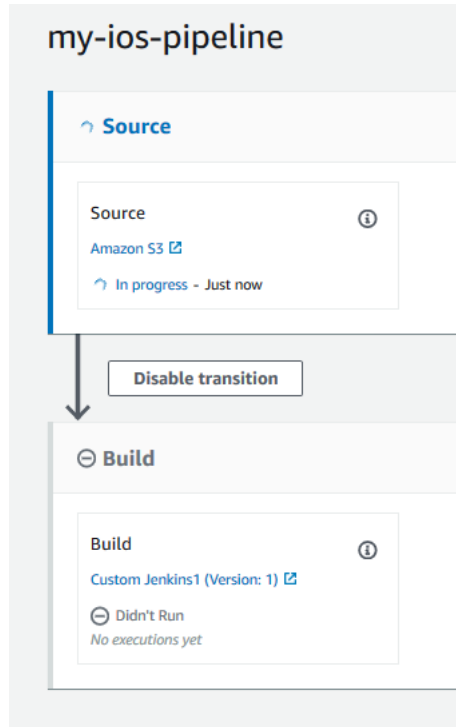 my-ios-pipeline
Source
Source
Amazon S3
In progress - Just now
Disable transition
Build
Build
Custom Jenkins1 (Version: 1)
Didn't Run
No executions yet